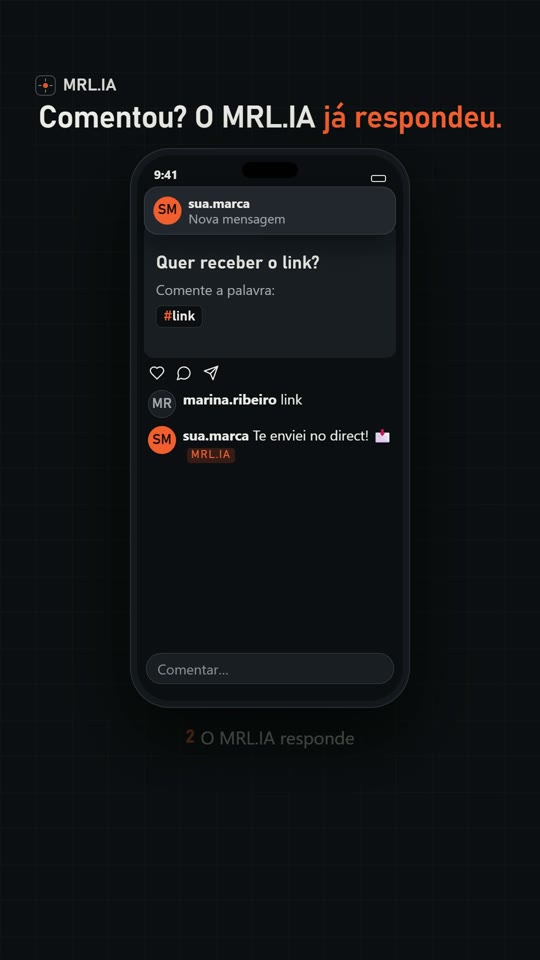 MRL.IA
Comentou? O MRL.IA já respondeu.
9:41
SM
sua.marca
Nova mensagem
Quer receber o link?
Comente a palavra:
#link
MR
marina.ribeiro link
SM
sua.marca Te enviei no direct! 📩
MRL.IA
Comentar...
2 O MRL.IA responde